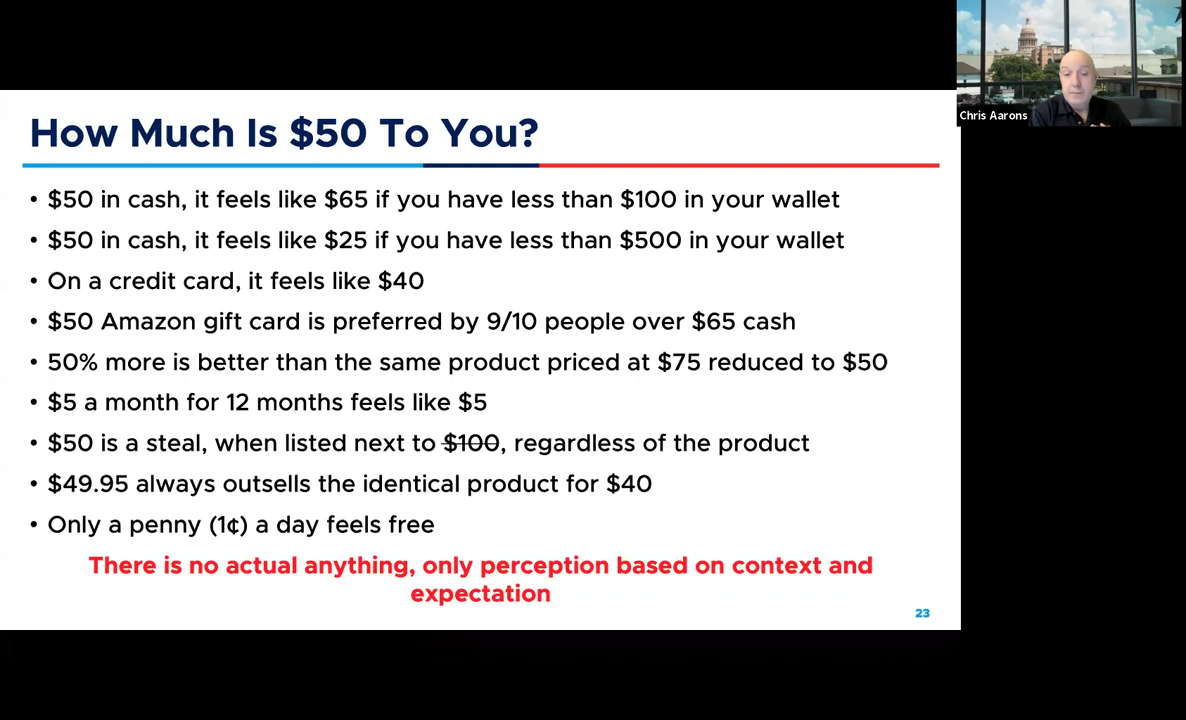 How Much Is $50 To You?
• $50 in cash, it feels like $65 if you have less than $100 in your wallet
• $50 in cash, it feels like $25 if you have less than $500 in your wallet
• On a credit card, it feels like $40
• $50 Amazon gift card is preferred by 9/10 people over $65 cash
• 50% more is better than the same product priced at $75 reduced to $50
• $5 a month for 12 months feels like $5
• $50 is a steal, when listed next to $100, regardless of the product
• $49.95 always outsells the identical product for $40
• Only a penny (1¢) a day feels free
There is no actual anything, only perception based on context and
expectation
23
Chris Aarons